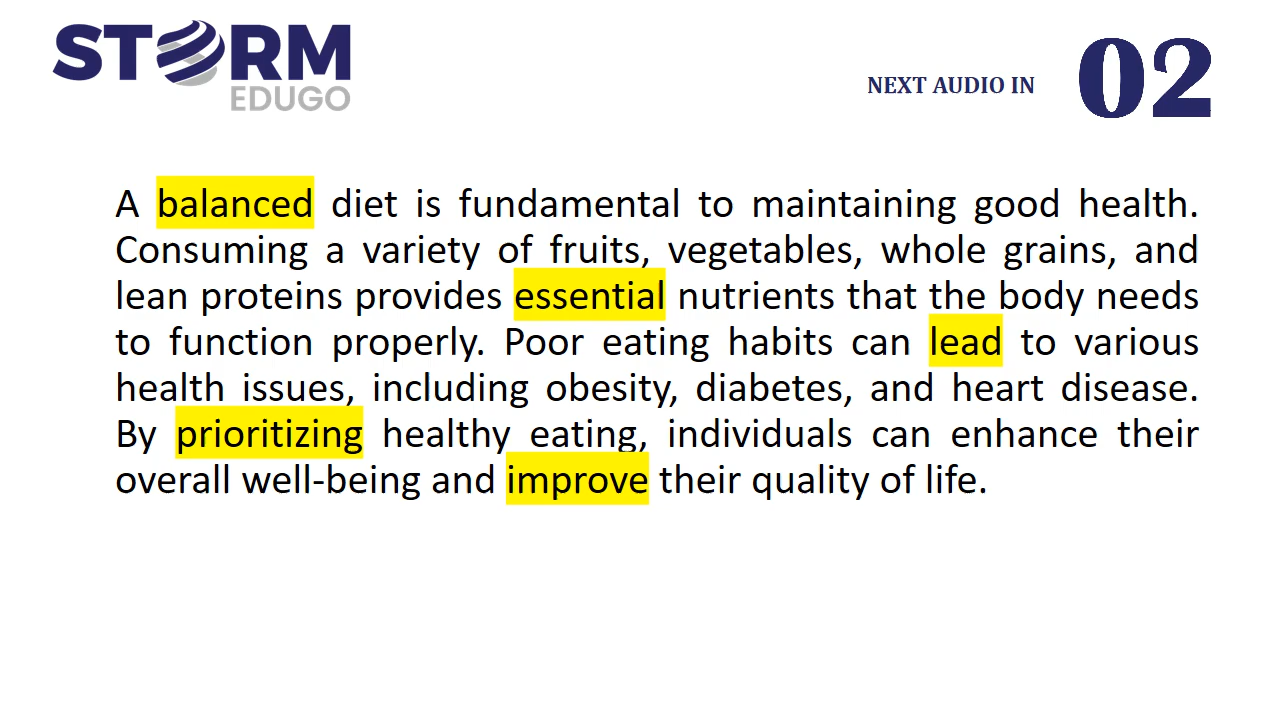 STORM
EDUGO
NEXT AUDIO IN 02
A balanced diet is fundamental to maintaining good health.
Consuming a variety of fruits, vegetables, whole grains, and
lean proteins provides essential nutrients that the body needs
to function properly. Poor eating habits can lead to various
health issues, including obesity, diabetes, and heart disease.
By prioritizing healthy eating, individuals can enhance their
overall well-being and improve their quality of life.